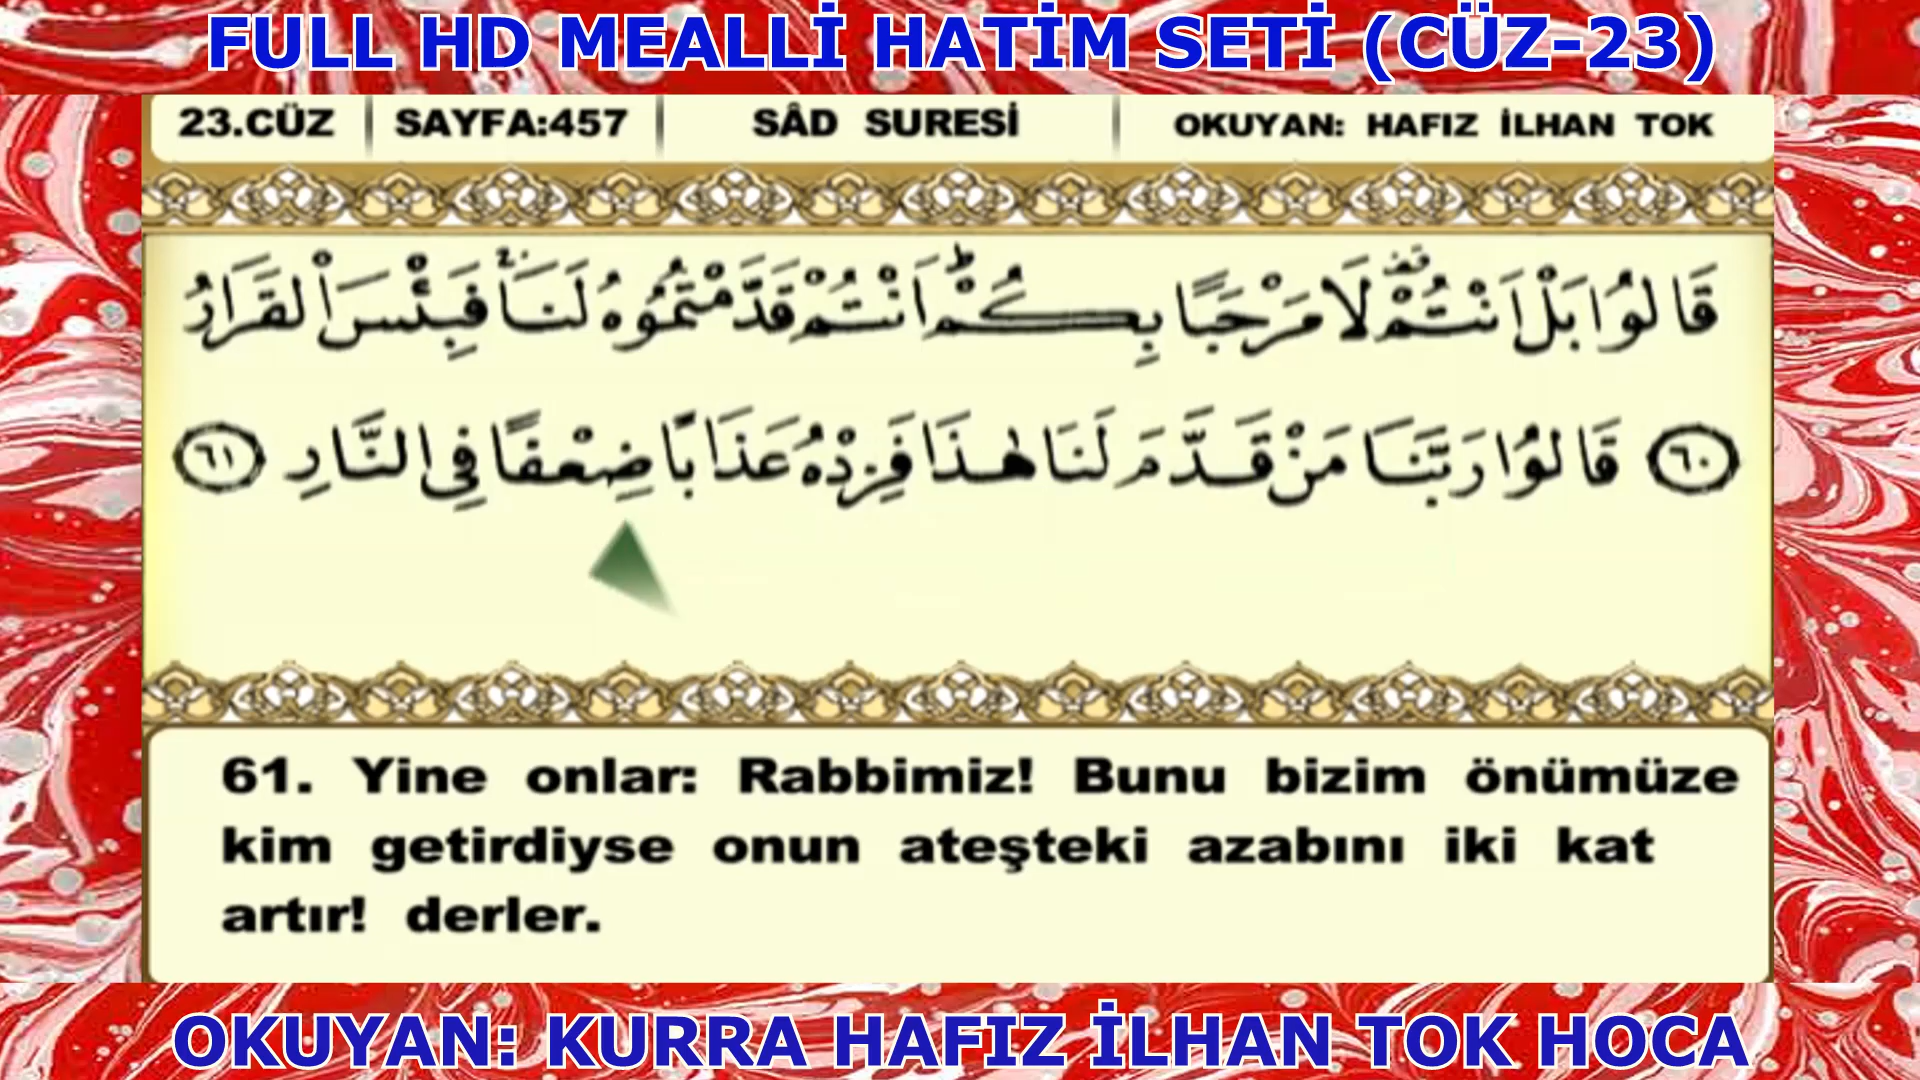 FULL HD MEALLİ HATİM SETİ (CÜZ-23)
23.CÜZ | SAYFA:457 | SÂD SURESİ | OKUYAN: HAFIZ İLHAN TOK
قَالُوا بَلْ اَنْتُمْ۠ لَا مَرْحَبًا بِكُمْۜ اَنْتُمْ قَدَّمْتُمُوهُ لَنَاۚ فَبِئْسَ الْقَرَارُ
﴿٦٠﴾ قَالُوا رَبَّنَا مَنْ قَدَّمَ لَنَا هٰذَا فَزِدْهُ عَذَابًا ضِعْفًا فِي النَّارِ ﴿٦١﴾
61. Yine onlar: Rabbimiz! Bunu bizim önümüze
kim getirdiyse onun ateşteki azabını iki kat
artır! derler.
OKUYAN: KURRA HAFIZ İLHAN TOK HOCA